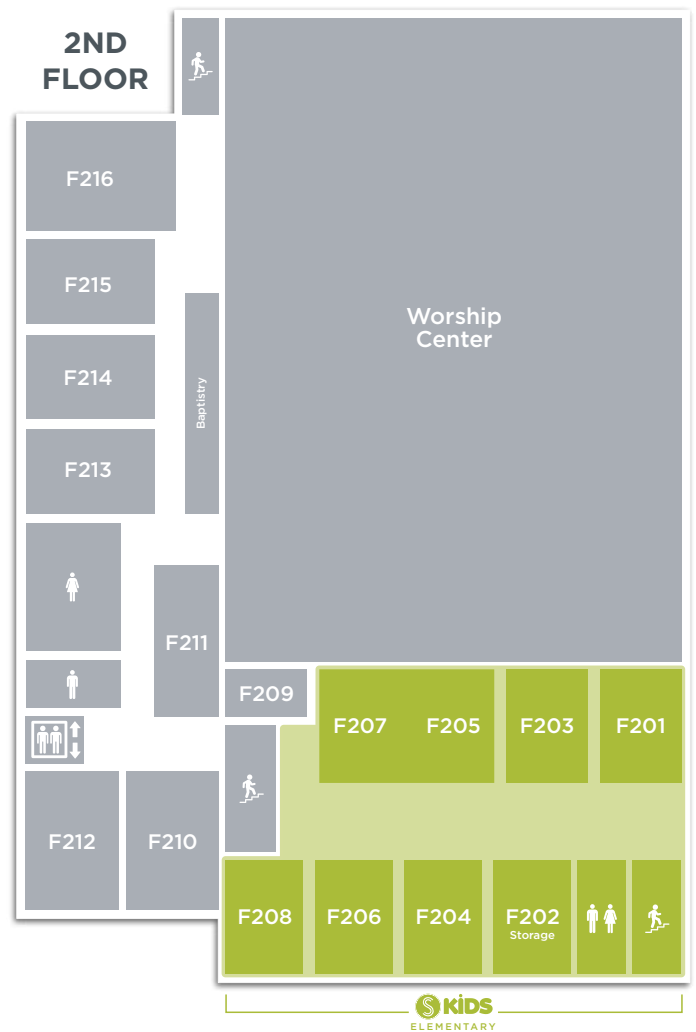 2ND
FLOOR
F216
F215
Worship
Center
F214
Baptistry
F213
F211
F209
F207
F205
F203
F201
F212
F210
F208
F206
F204
F202
Storage
S KiDS
ELEMENTARY